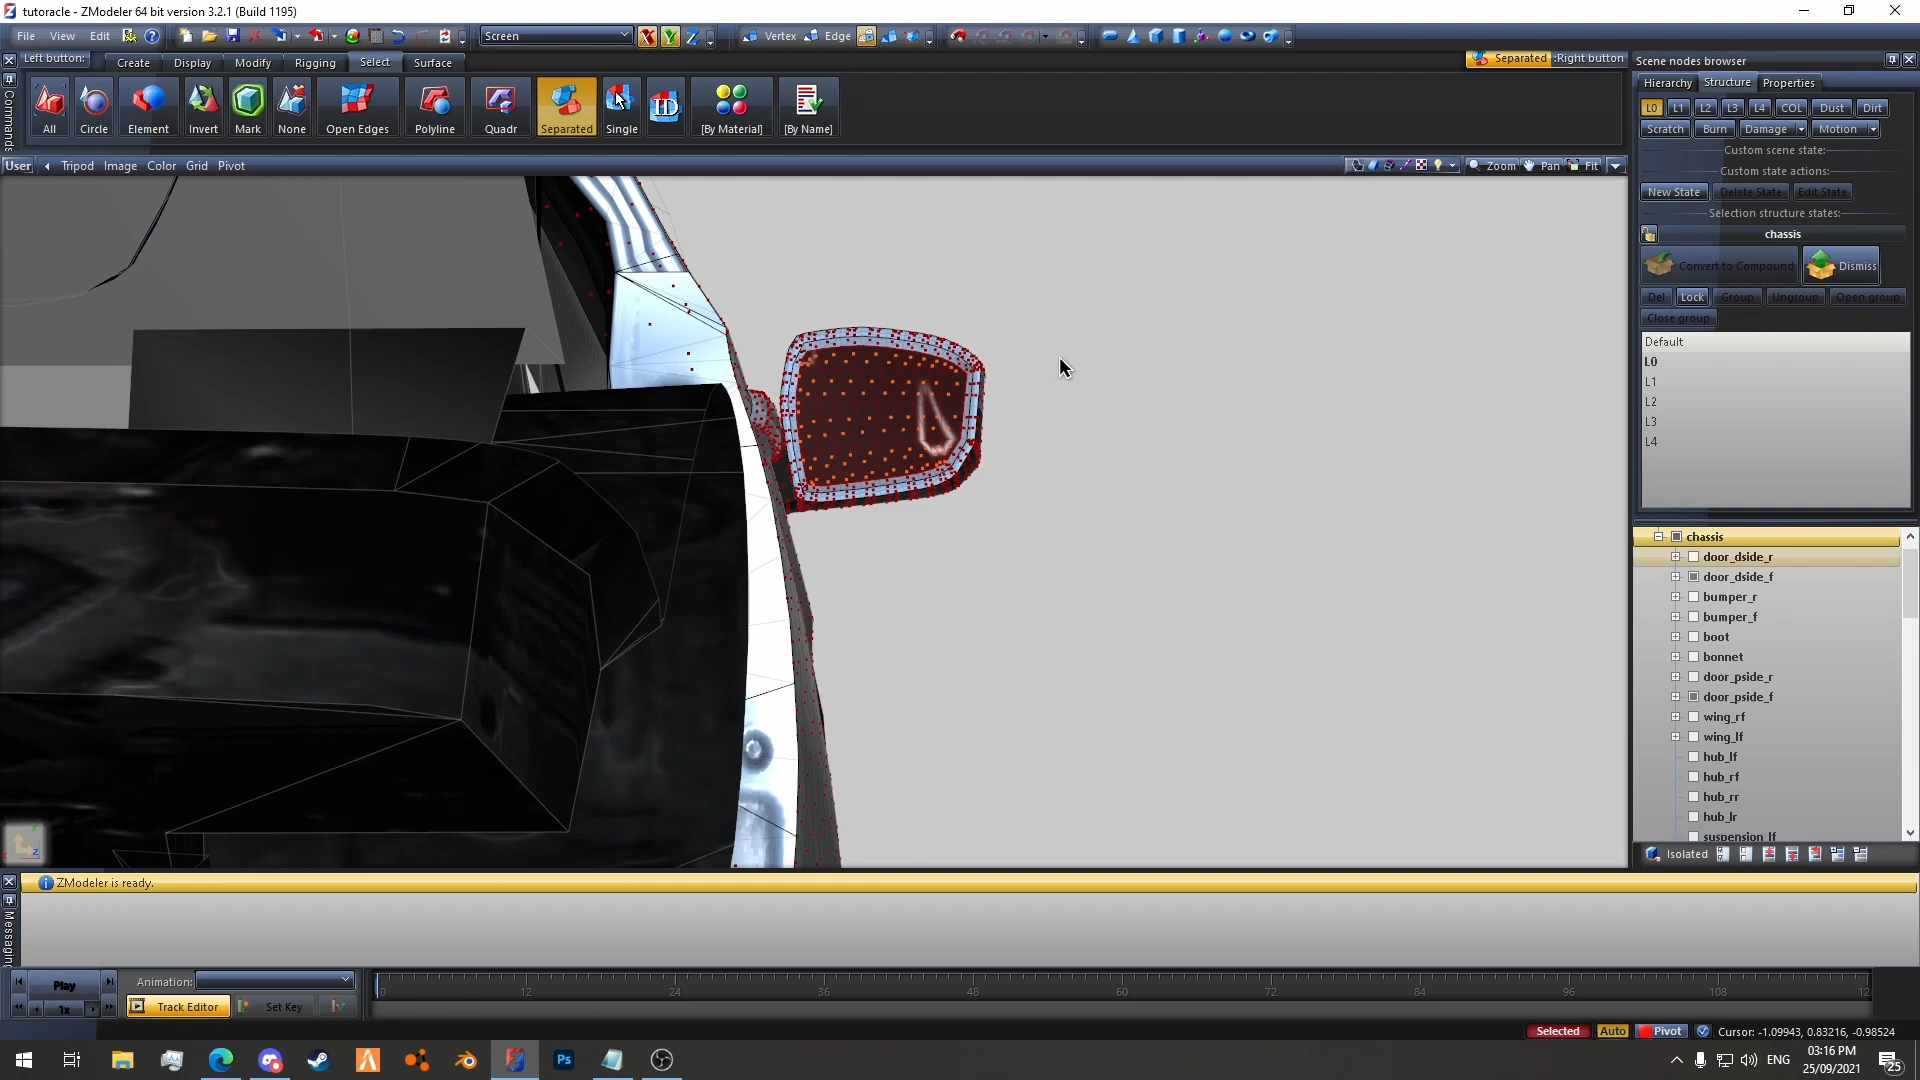 tutoracle - ZModeler 64 bit version 3.2.1 (Build 1195)
File View Edit Screen X Y Z Vertex Edge
Left button: Create Display Modify Rigging Select Surface Separated :Right button
Commands
All Circle Element Invert Mark None Open Edges Polyline Quadr Separated Single ID [By Material] [By Name]
User Tripod Image Color Grid Pivot Zoom Pan Fit
Scene nodes browser
Hierarchy Structure Properties
L0 L1 L2 L3 L4 COL Dust Dirt
Scratch Burn Damage Motion
Custom scene state:
Custom state actions:
New State Delete State Edit State
Selection structure states:
chassis
Convert to Compound Dismiss
Del Lock Group Ungroup Open group
Close group
Default
L0
L1
L2
L3
L4
chassis
door_dside_r
door_dside_f
bumper_r
bumper_f
boot
bonnet
door_pside_r
door_pside_f
wing_rf
wing_lf
hub_lf
hub_rf
hub_rr
hub_lr
suspension_lf
Isolated
ZModeler is ready.
Messaging
Play Animation:
1x Track Editor Set Key
0 12 24 36 48 60 72 84 96 108 12
Selected Auto Pivot Cursor: -1.09943, 0.83216, -0.98524
Ps ENG 03:16 PM
25/09/2021 25